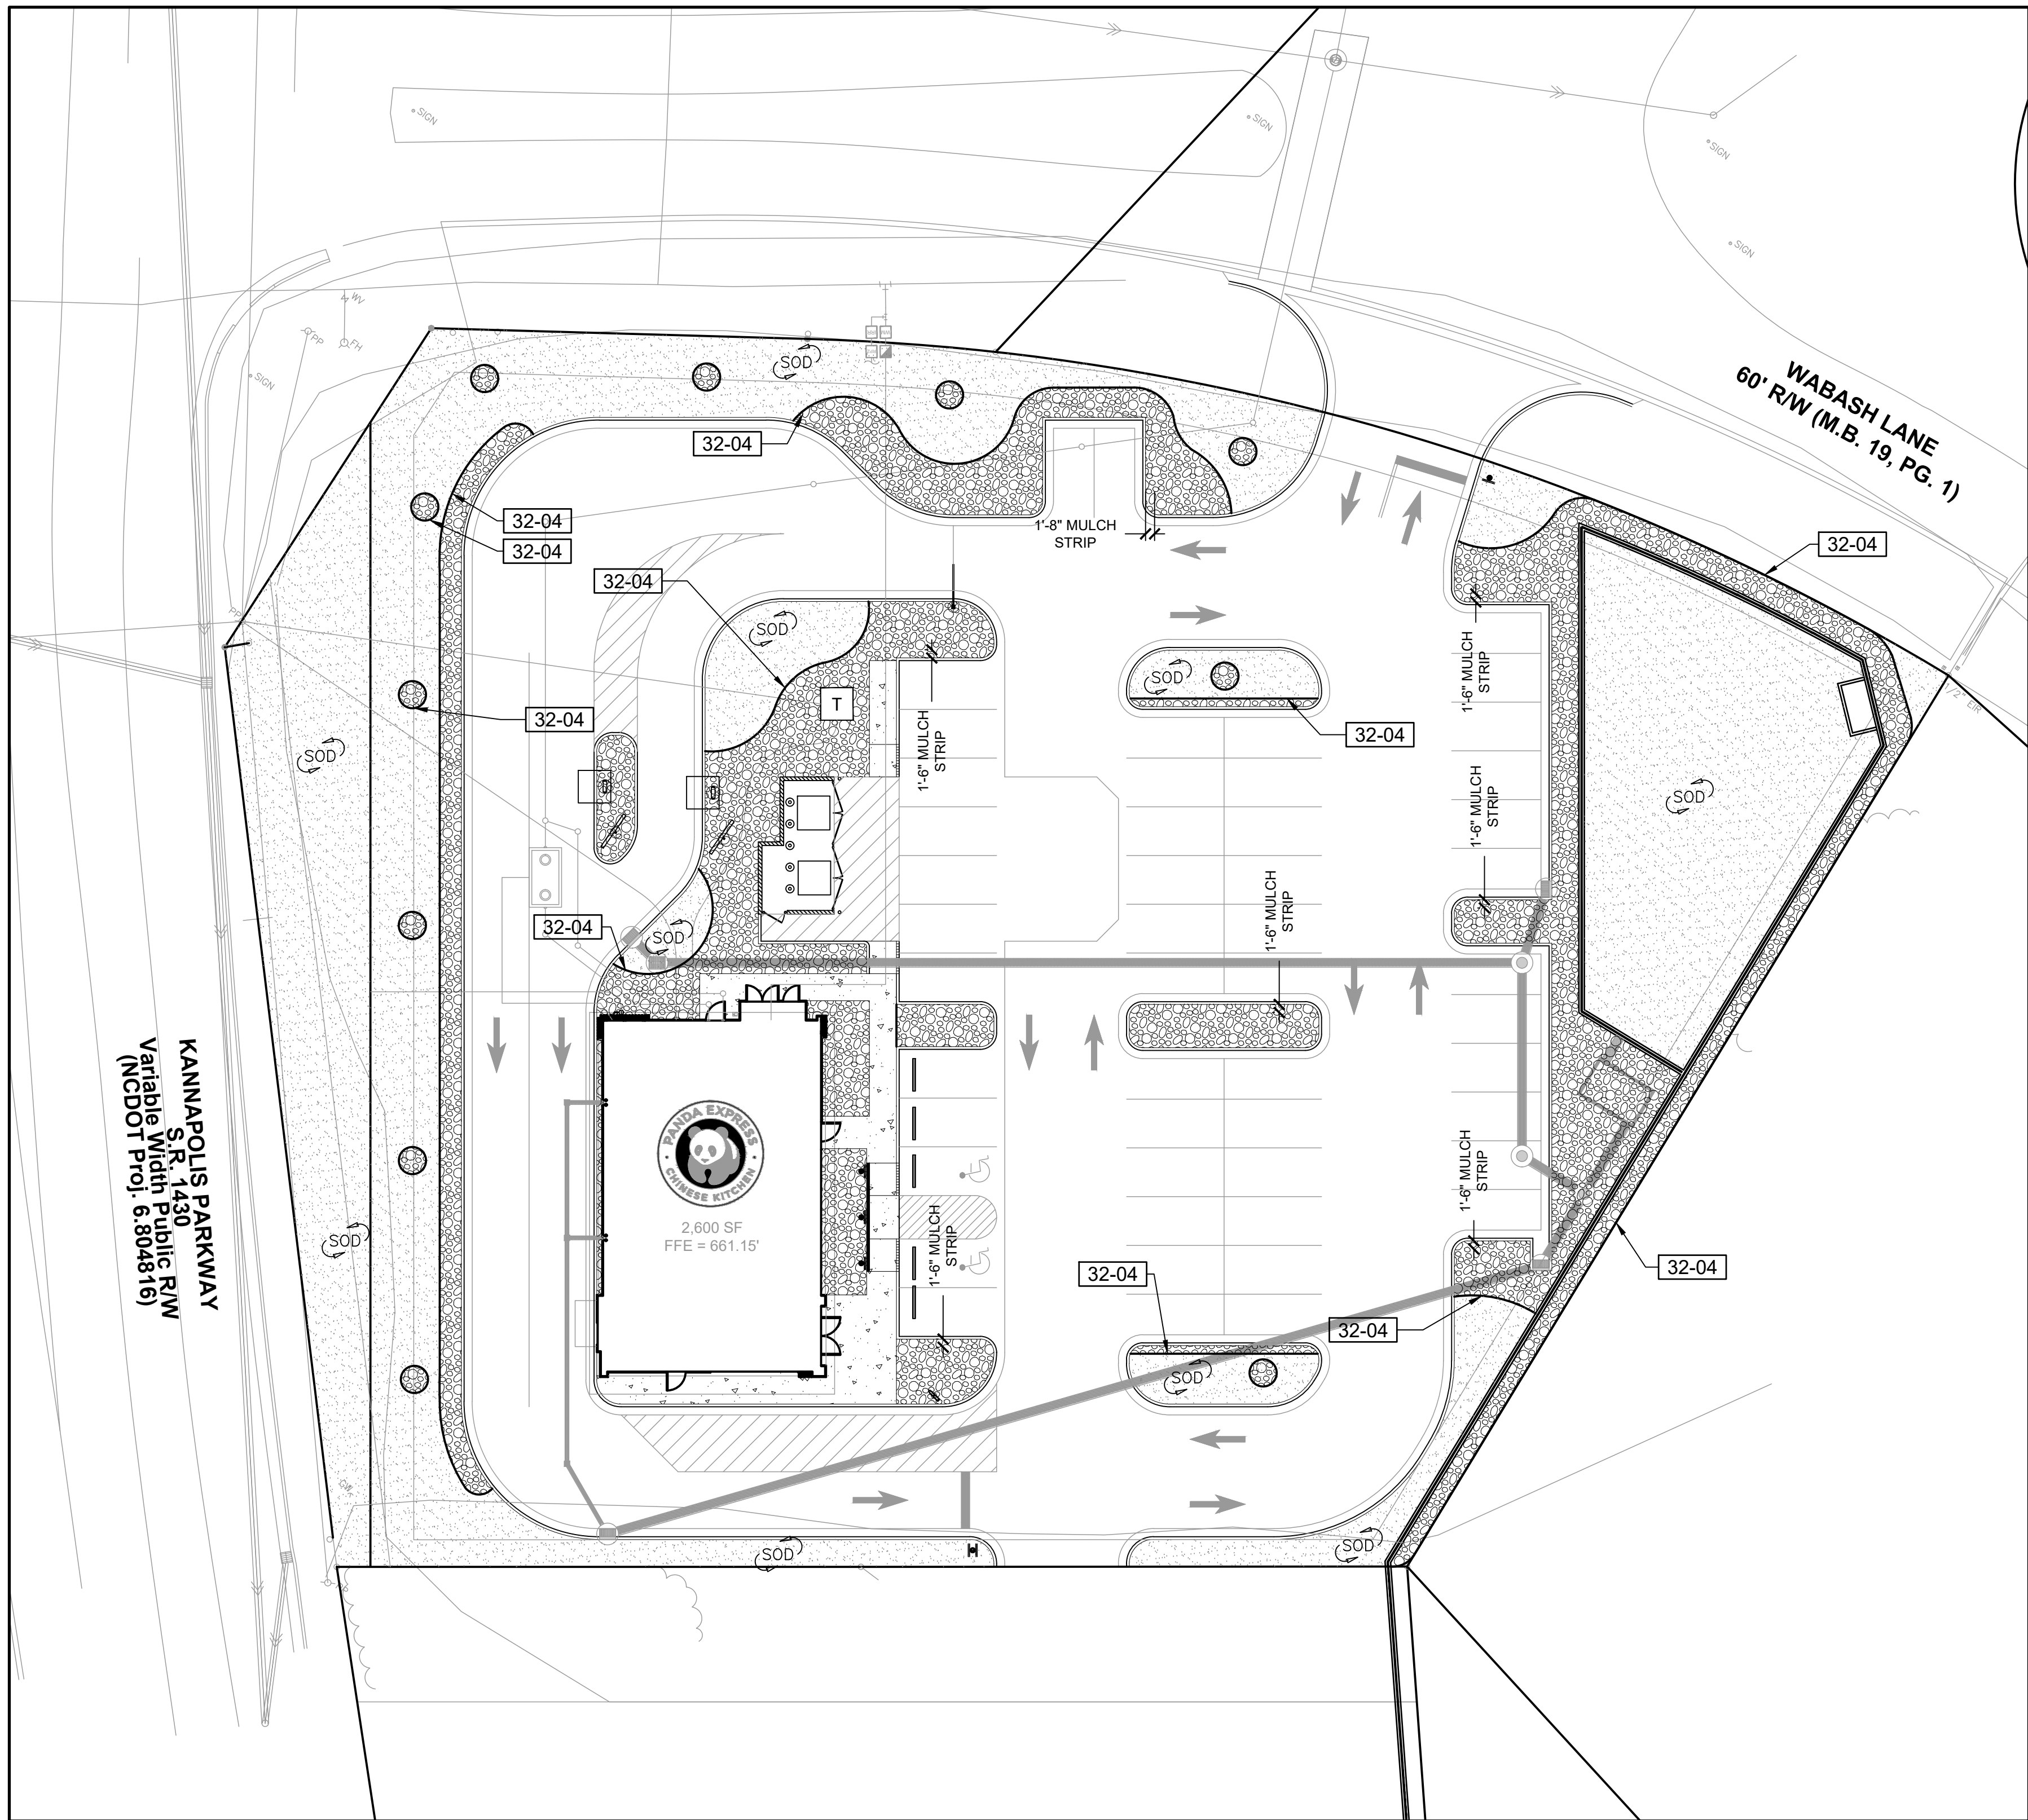 SIGN
SIGN
SIGN
SIGN
WV
PP
FH
SIGN
SOD
WABASH LANE
60' R/W (M.B. 19, PG. 1)
32-04
32-04
32-04
1'-8" MULCH
STRIP
32-04
32-04
SOD
1'-6" MULCH
STRIP
SOD
T
32-04
1'-6" MULCH
STRIP
32-04
1/2" EIR
SOD
SOD
1'-6" MULCH
STRIP
1'-6" MULCH
STRIP
32-04
SOD
KANNAPOLIS PARKWAY
S.R. 1430
Variable Width Public R/W
(NCDOT Proj. 6.804816)
PANDA EXPRESS
CHINESE KITCHEN
2,600 SF
FFE = 661.15'
1'-6" MULCH
STRIP
1'-6" MULCH
STRIP
SOD
32-04
32-04
32-04
SOD
SOD
SOD